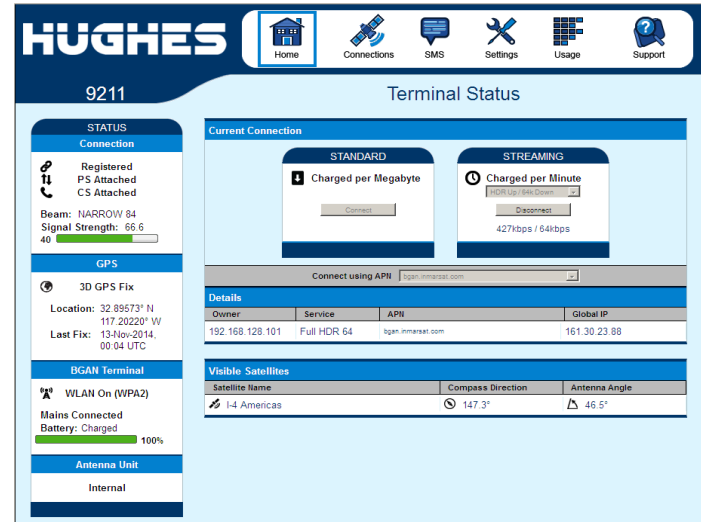 HUGHES
Home
Connections
SMS
Settings
Usage
Support
9211
Terminal Status
STATUS
Connection
Registered
PS Attached
CS Attached
Beam: NARROW 84
Signal Strength: 66.6
40
GPS
3D GPS Fix
Location: 32.89573° N
117.20220° W
Last Fix: 13-Nov-2014,
00:04 UTC
BGAN Terminal
WLAN On (WPA2)
Mains Connected
Battery: Charged
100%
Antenna Unit
Internal
Current Connection
STANDARD
Charged per Megabyte
Connect
STREAMING
Charged per Minute
HDR Up / 64k Down
Disconnect
427kbps / 64kbps
Connect using APN bgan.inmarsat.com
Details
Owner Service APN Global IP
192.168.128.101 Full HDR 64 bgan.inmarsat.com 161.30.23.88
Visible Satellites
Satellite Name Compass Direction Antenna Angle
I-4 Americas 147.3° 46.5°